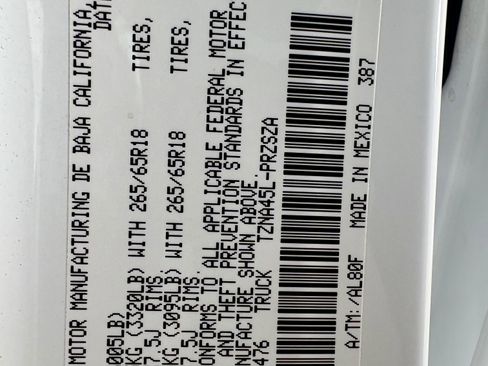 MOTOR MANUFACTURING DE BAJA CALIFORNIA,
DAT
005LB)
KG (3320LB) WITH 265/65R18 TIRES,
7.5J RIMS.
KG (3095LB) WITH 265/65R18 TIRES,
7.5J RIMS.
ONFORMS TO ALL APPLICABLE FEDERAL MOTOR
AND THEFT PREVENTION STANDARDS IN EFFEC
NUFACTURE SHOWN ABOVE.
476 TRUCK TZNA45L-PRZSZA
A/TM:/AL80F MADE IN MEXICO 387